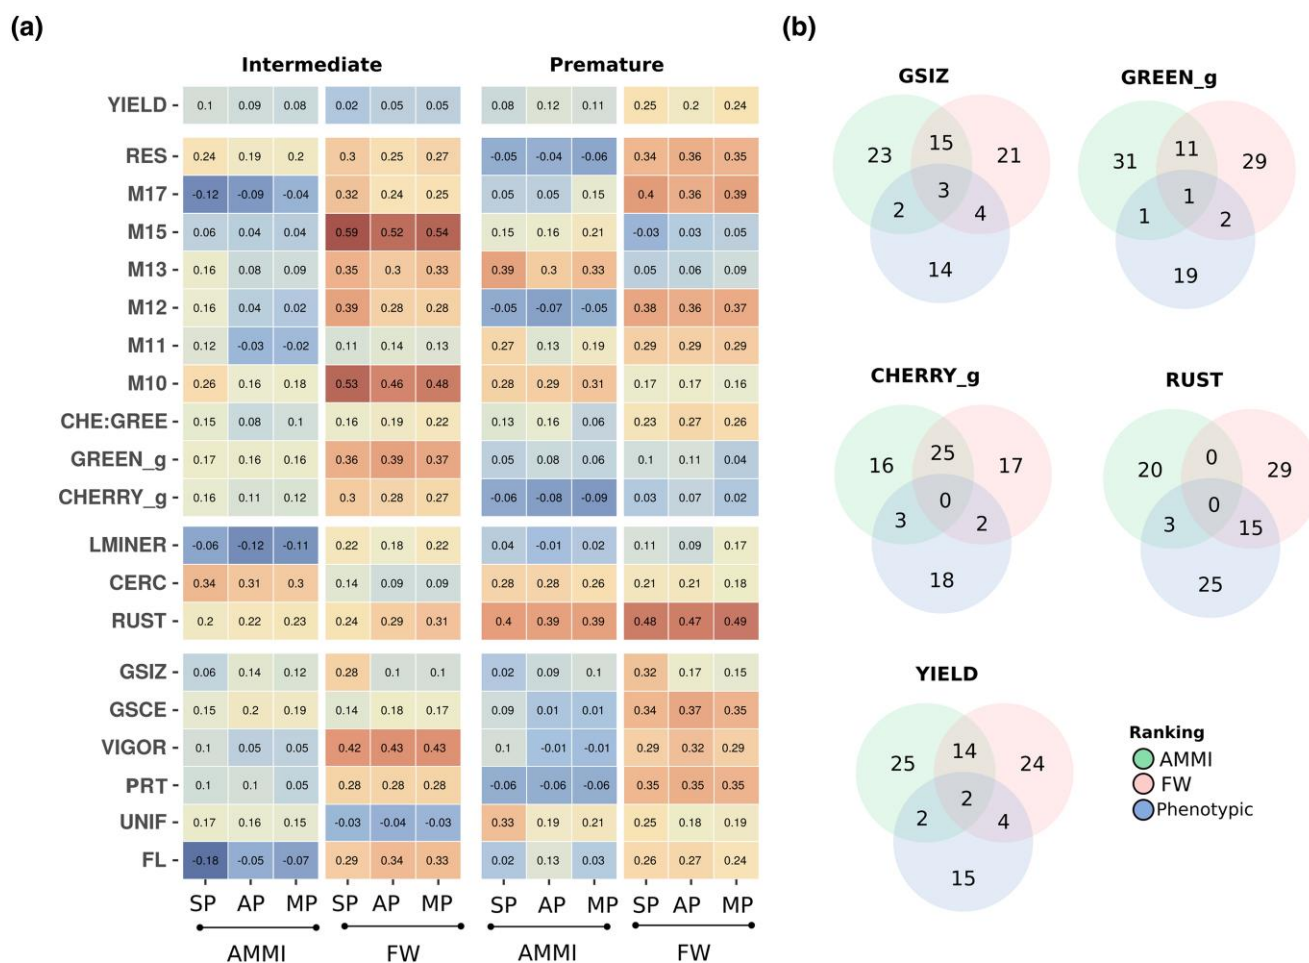 (a)
Intermediate Premature
YIELD 0.1 0.09 0.08 0.02 0.05 0.05 0.08 0.12 0.11 0.25 0.2 0.24
RES 0.24 0.19 0.2 0.3 0.25 0.27 -0.05 -0.04 -0.06 0.34 0.36 0.35
M17 -0.12 -0.09 -0.04 0.32 0.24 0.25 0.05 0.05 0.15 0.4 0.36 0.39
M15 0.06 0.04 0.04 0.59 0.52 0.54 0.15 0.16 0.21 -0.03 0.03 0.05
M13 0.16 0.08 0.09 0.35 0.3 0.33 0.39 0.3 0.33 0.05 0.06 0.09
M12 0.16 0.04 0.02 0.39 0.28 0.28 -0.05 -0.07 -0.05 0.38 0.36 0.37
M11 0.12 -0.03 -0.02 0.11 0.14 0.13 0.27 0.13 0.19 0.29 0.29 0.29
M10 0.26 0.16 0.18 0.53 0.46 0.48 0.28 0.29 0.31 0.17 0.17 0.16
CHE:GREE 0.15 0.08 0.1 0.16 0.19 0.22 0.13 0.16 0.06 0.23 0.27 0.26
GREEN_g 0.17 0.16 0.16 0.36 0.39 0.37 0.05 0.08 0.06 0.1 0.11 0.04
CHERRY_g 0.16 0.11 0.12 0.3 0.28 0.27 -0.06 -0.08 -0.09 0.03 0.07 0.02
LMINER -0.06 -0.12 -0.11 0.22 0.18 0.22 0.04 -0.01 0.02 0.11 0.09 0.17
CERC 0.34 0.31 0.3 0.14 0.09 0.09 0.28 0.28 0.26 0.21 0.21 0.18
RUST 0.2 0.22 0.23 0.24 0.29 0.31 0.4 0.39 0.39 0.48 0.47 0.49
GSIZ 0.06 0.14 0.12 0.28 0.1 0.1 0.02 0.09 0.1 0.32 0.17 0.15
GSCE 0.15 0.2 0.19 0.14 0.18 0.17 0.09 0.01 0.01 0.34 0.37 0.35
VIGOR 0.1 0.05 0.05 0.42 0.43 0.43 0.1 -0.01 -0.01 0.29 0.32 0.29
PRT 0.1 0.1 0.05 0.28 0.28 0.28 -0.06 -0.06 -0.06 0.35 0.35 0.35
UNIF 0.17 0.16 0.15 -0.03 -0.04 -0.03 0.33 0.19 0.21 0.25 0.18 0.19
FL -0.18 -0.05 -0.07 0.29 0.34 0.33 0.02 0.13 0.03 0.26 0.27 0.24
SP AP MP SP AP MP SP AP MP SP AP MP
AMMI FW AMMI FW
(b)
GSIZ
23 15 21
3
2 4
14
GREEN_g
31 11 29
1
1 2
19
CHERRY_g
16 25 17
0
3 2
18
RUST
20 0 29
0
3 15
25
YIELD
25 14 24
2
2 4
15
Ranking
AMMI
FW
Phenotypic